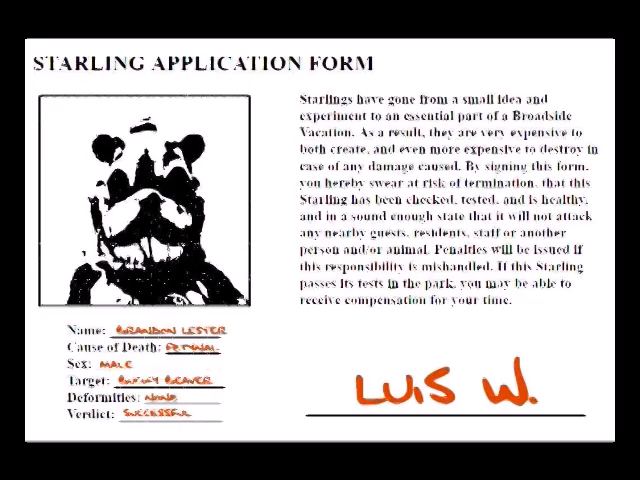 STARLING APPLICATION FORM
Starlings have gone from a small idea and
experiment to an essential part of a Broadside
Vacation. As a result, they are very expensive to
both create, and even more expensive to destroy in
case of any damage caused. By signing this form,
you hereby swear at risk of termination, that this
Starling has been checked, tested, and is healthy,
and in a sound enough state that it will not attack
any nearby guests, residents, staff or another
person and/or animal. Penalties will be issued if
this responsibility is mishandled. If this Starling
passes its tests in the park, you may be able to
receive compensation for your time.
Name: BRANDON LESTER
Cause of Death:
Sex: MALE
Target: BEAVER
Deformities: NONE
Verdict: SUCCESSFUL
LUIS W.